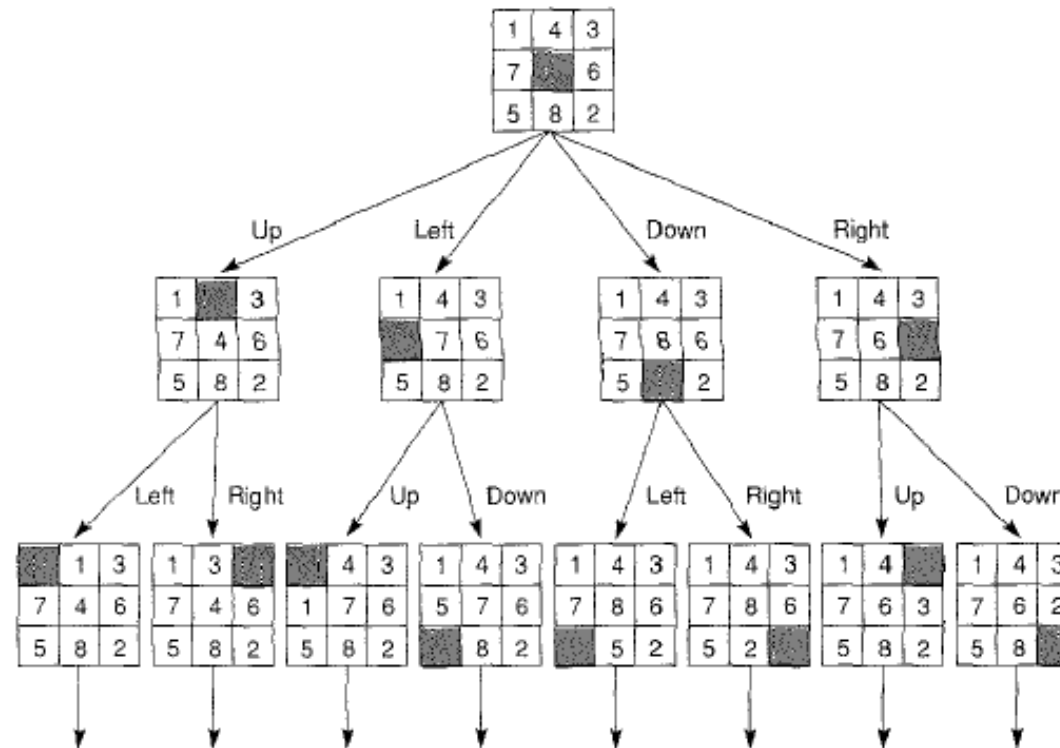 1 4 3
7 6
5 8 2
Up Left Down Right
1 3 1 4 3 1 4 3 1 4 3
7 4 6 7 6 7 8 6 7 6
5 8 2 5 8 2 5 2 5 8 2
Left Right Up Down Left Right Up Down
1 3 1 3 4 3 1 4 3 1 4 3 1 4 3 1 4 1 4 3
7 4 6 7 4 6 1 7 6 5 7 6 7 8 6 7 8 6 7 6 3 7 6 2
5 8 2 5 8 2 5 8 2 8 2 5 2 5 2 5 8 2 5 8